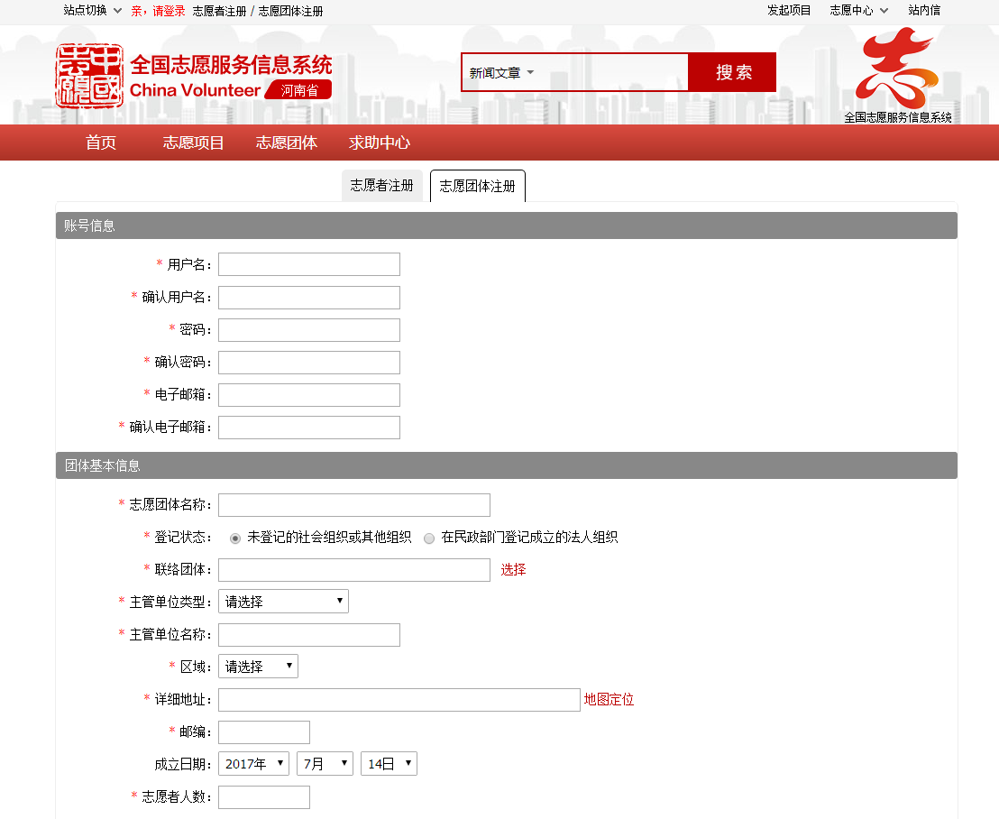 站点切换 亲，请登录 志愿者注册 / 志愿团体注册 发起项目 志愿中心 站内信
志愿中國
全国志愿服务信息系统
China Volunteer 河南省
新闻文章 搜索
全国志愿服务信息系统
首页 志愿项目 志愿团体 求助中心
志愿者注册 志愿团体注册
账号信息
* 用户名：
* 确认用户名：
* 密码：
* 确认密码：
* 电子邮箱：
* 确认电子邮箱：
团体基本信息
* 志愿团体名称：
* 登记状态： 未登记的社会组织或其他组织 在民政部门登记成立的法人组织
* 联络团体： 选择
* 主管单位类型： 请选择
* 主管单位名称：
* 区域： 请选择
* 详细地址： 地图定位
* 邮编：
成立日期： 2017年 7月 14日
* 志愿者人数：